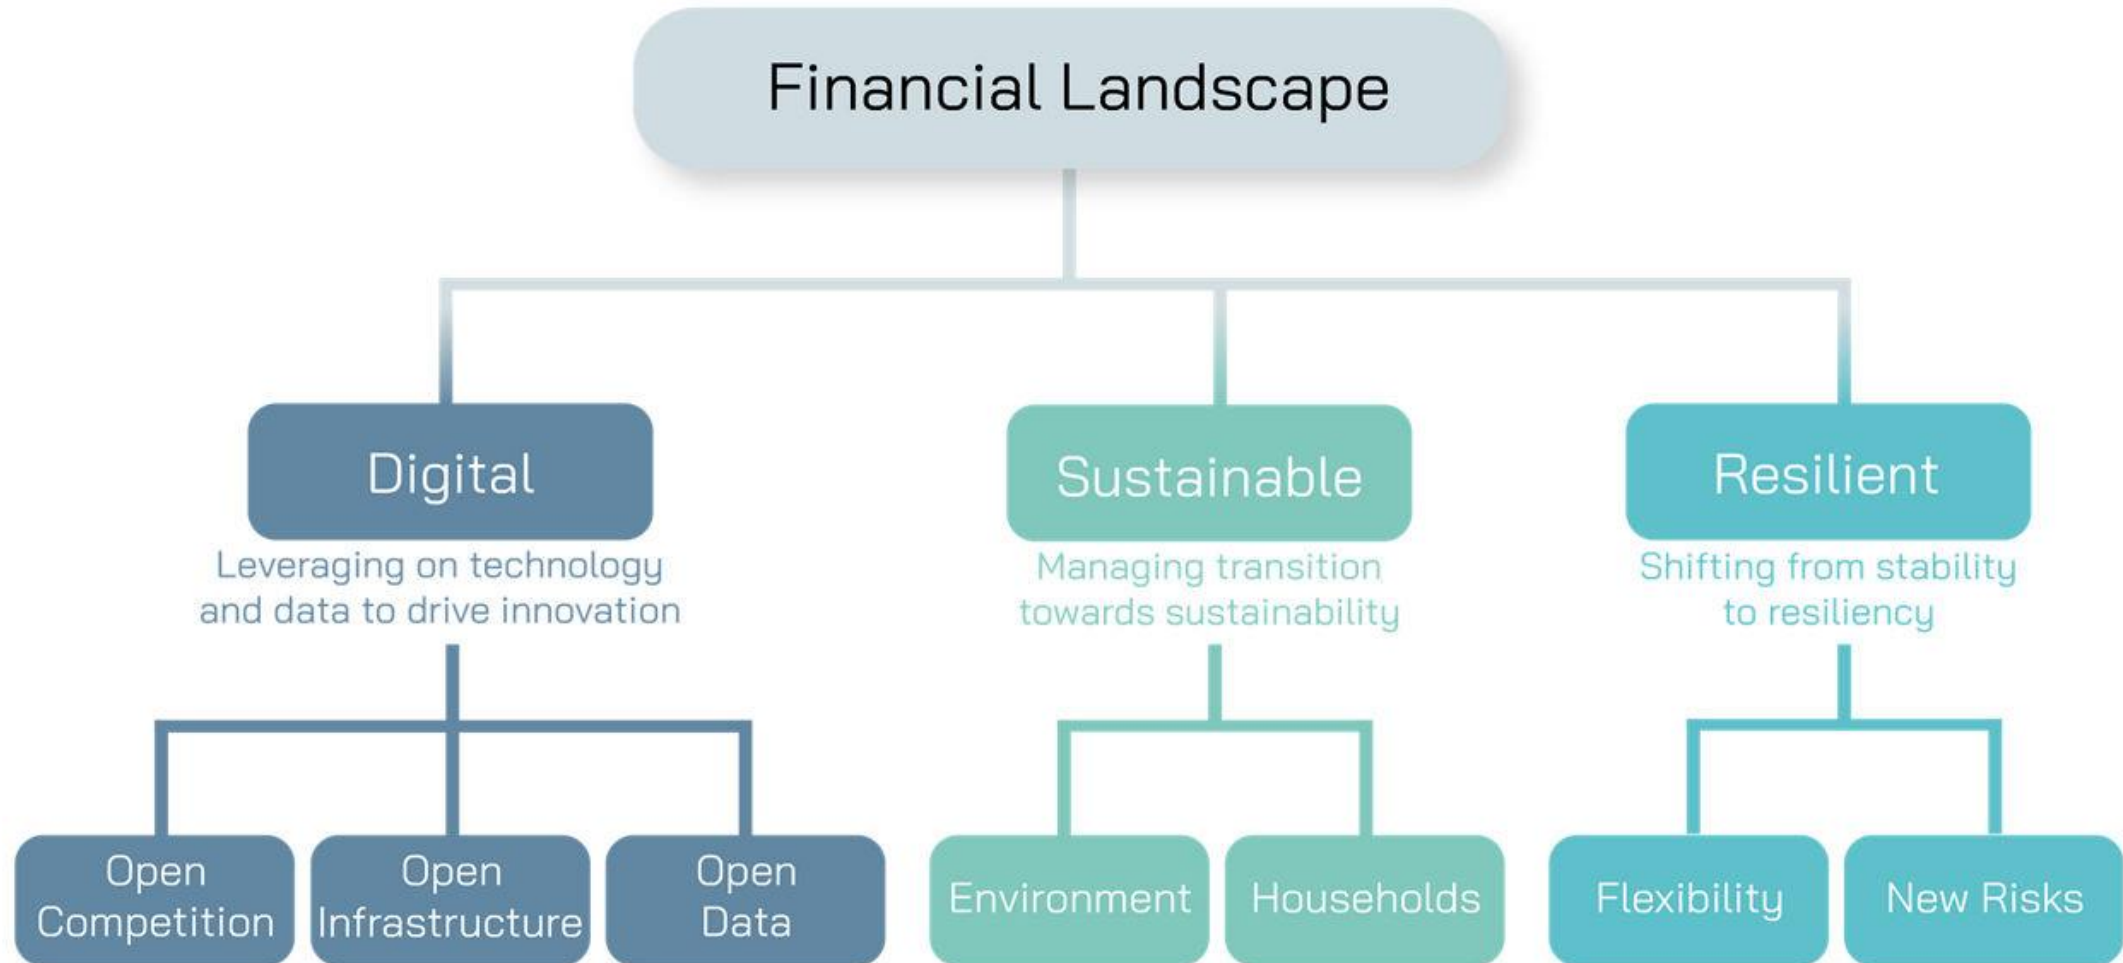 Financial Landscape
Digital
Leveraging on technology
and data to drive innovation
Open
Competition
Open
Infrastructure
Open
Data
Sustainable
Managing transition
towards sustainability
Environment
Households
Resilient
Shifting from stability
to resiliency
Flexibility
New Risks